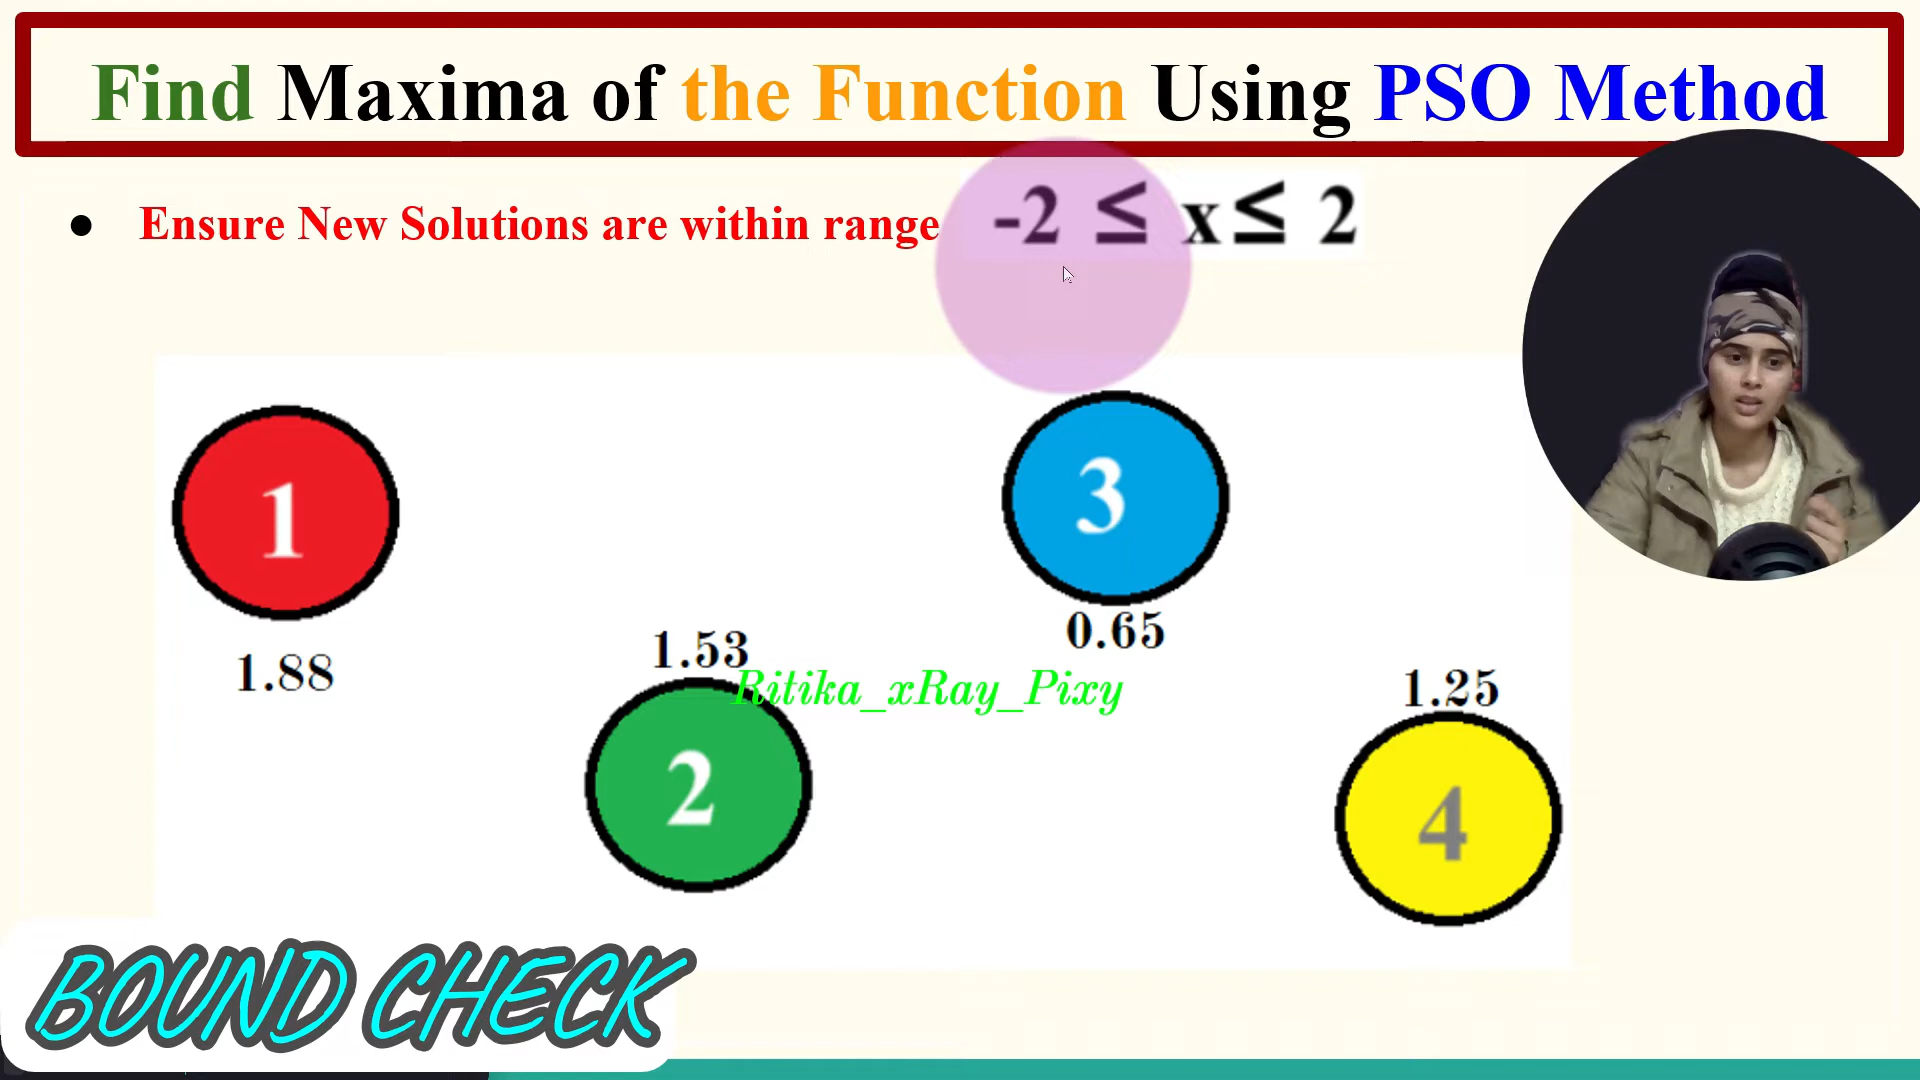 Find Maxima of the Function Using PSO Method
● Ensure New Solutions are within range -2 ≤ x ≤ 2
1
3
1.88
1.53
0.65
Ritika_xRay_Pixy
1.25
2
4
BOUND CHECK